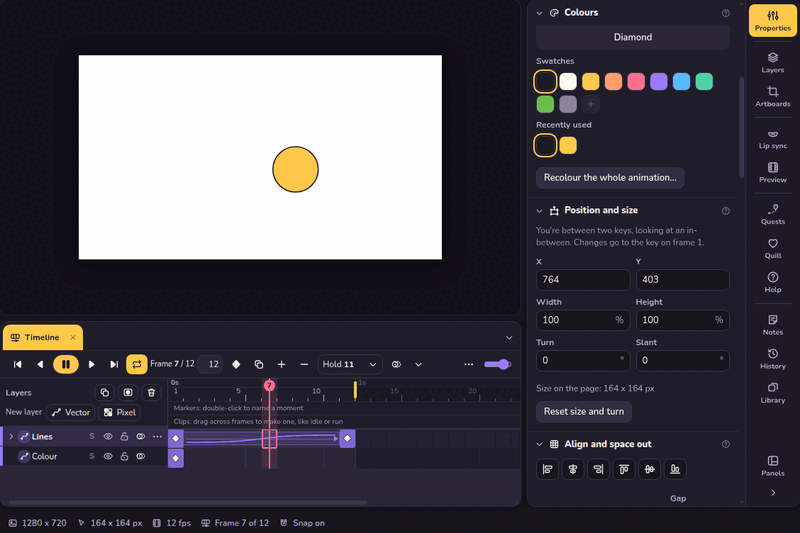 Colours
Diamond
Swatches
+
Recently used
Recolour the whole animation...
Position and size
You're between two keys, looking at an in-
between. Changes go to the key on frame 1.
X
Y
764
403
Width
Height
100 %
100 %
Turn
Slant
0 °
0 °
Size on the page: 164 x 164 px
Reset size and turn
Align and space out
Gap
Properties
Layers
Artboards
Lip sync
Preview
Quests
Quill
Help
Notes
History
Library
Panels
Timeline
Frame 7 / 12
12
Hold 11
Layers
New layer
Vector
Pixel
0s
1s
1
5
7
10
15
20
Markers: double-click to name a moment
Clips: drag across frames to make one, like idle or run
Lines
S
Colour
S
1280 x 720
164 x 164 px
12 fps
Frame 7 of 12
Snap on